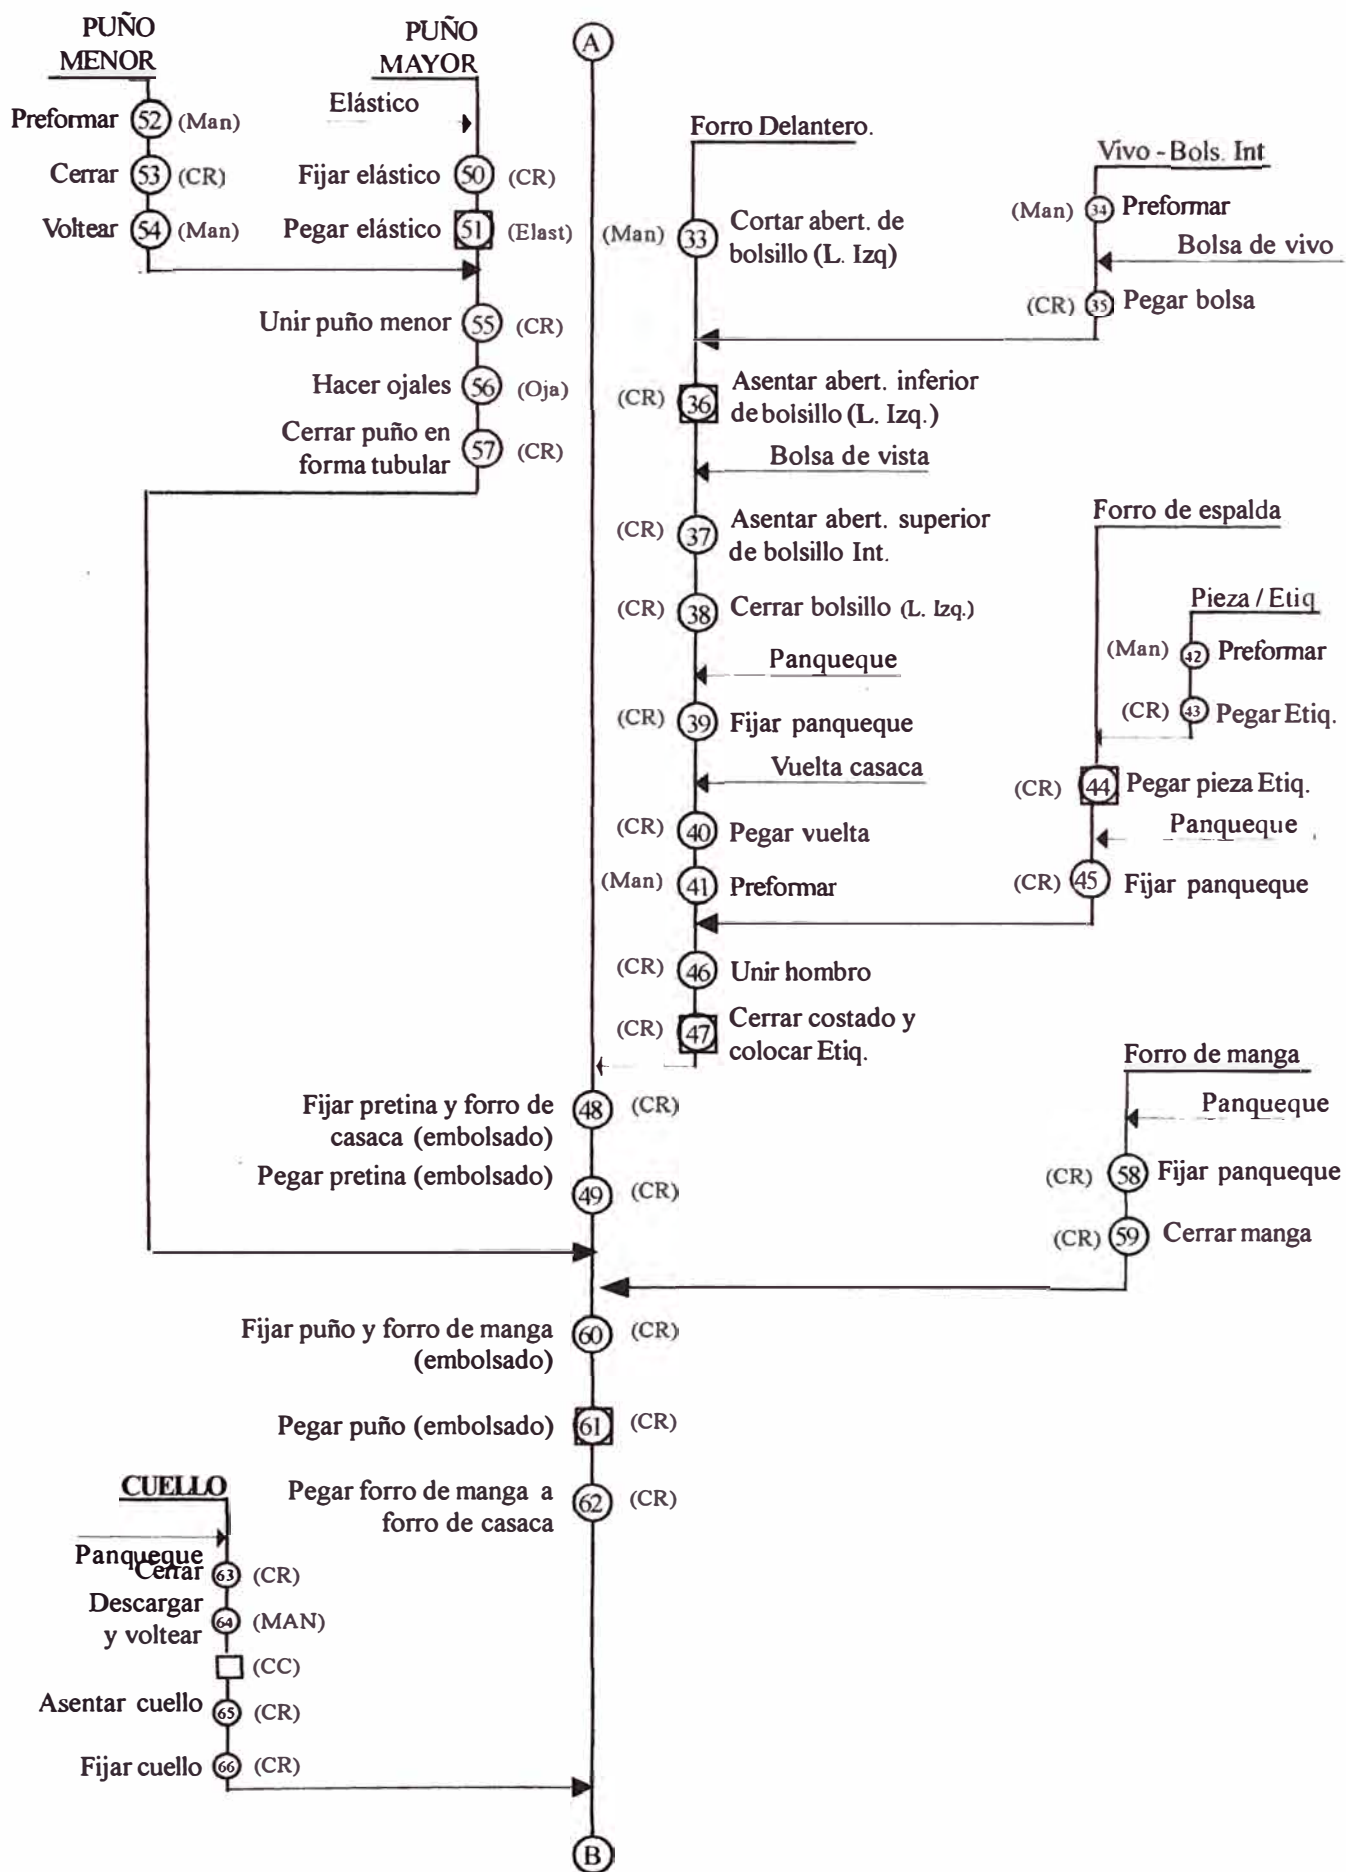 PUÑO
MENOR
Preformar 52 (Man)
Cerrar 53 (CR)
Voltear 54 (Man)
PUÑO
MAYOR
Elástico
Fijar elástico 50 (CR)
Pegar elástico 51 (Elast)
Unir puño menor 55 (CR)
Hacer ojales 56 (Oja)
Cerrar puño en
forma tubular 57 (CR)
A
Forro Delantero.
(Man) 33 Cortar abert. de
bolsillo (L. Izq)
Vivo - Bols. Int
(Man) 34 Preformar
Bolsa de vivo
(CR) 35 Pegar bolsa
(CR) 36 Asentar abert. inferior
de bolsillo (L. Izq.)
Bolsa de vista
(CR) 37 Asentar abert. superior
de bolsillo Int.
(CR) 38 Cerrar bolsillo (L. Izq.)
Panqueque
(CR) 39 Fijar panqueque
Vuelta casaca
(CR) 40 Pegar vuelta
(Man) 41 Preformar
Forro de espalda
Pieza / Etiq
(Man) 42 Preformar
(CR) 43 Pegar Etiq.
(CR) 44 Pegar pieza Etiq.
Panqueque
(CR) 45 Fijar panqueque
(CR) 46 Unir hombro
(CR) 47 Cerrar costado y
colocar Etiq.
Fijar pretina y forro de 48 (CR)
casaca (embolsado)
Pegar pretina (embolsado) 49 (CR)
Forro de manga
Panqueque
(CR) 58 Fijar panqueque
(CR) 59 Cerrar manga
Fijar puño y forro de manga 60 (CR)
(embolsado)
Pegar puño (embolsado) 61 (CR)
Pegar forro de manga a 62 (CR)
forro de casaca
CUELLO
Panqueque
Cerrar 63 (CR)
Descargar 64 (MAN)
y voltear
(CC)
Asentar cuello 65 (CR)
Fijar cuello 66 (CR)
B